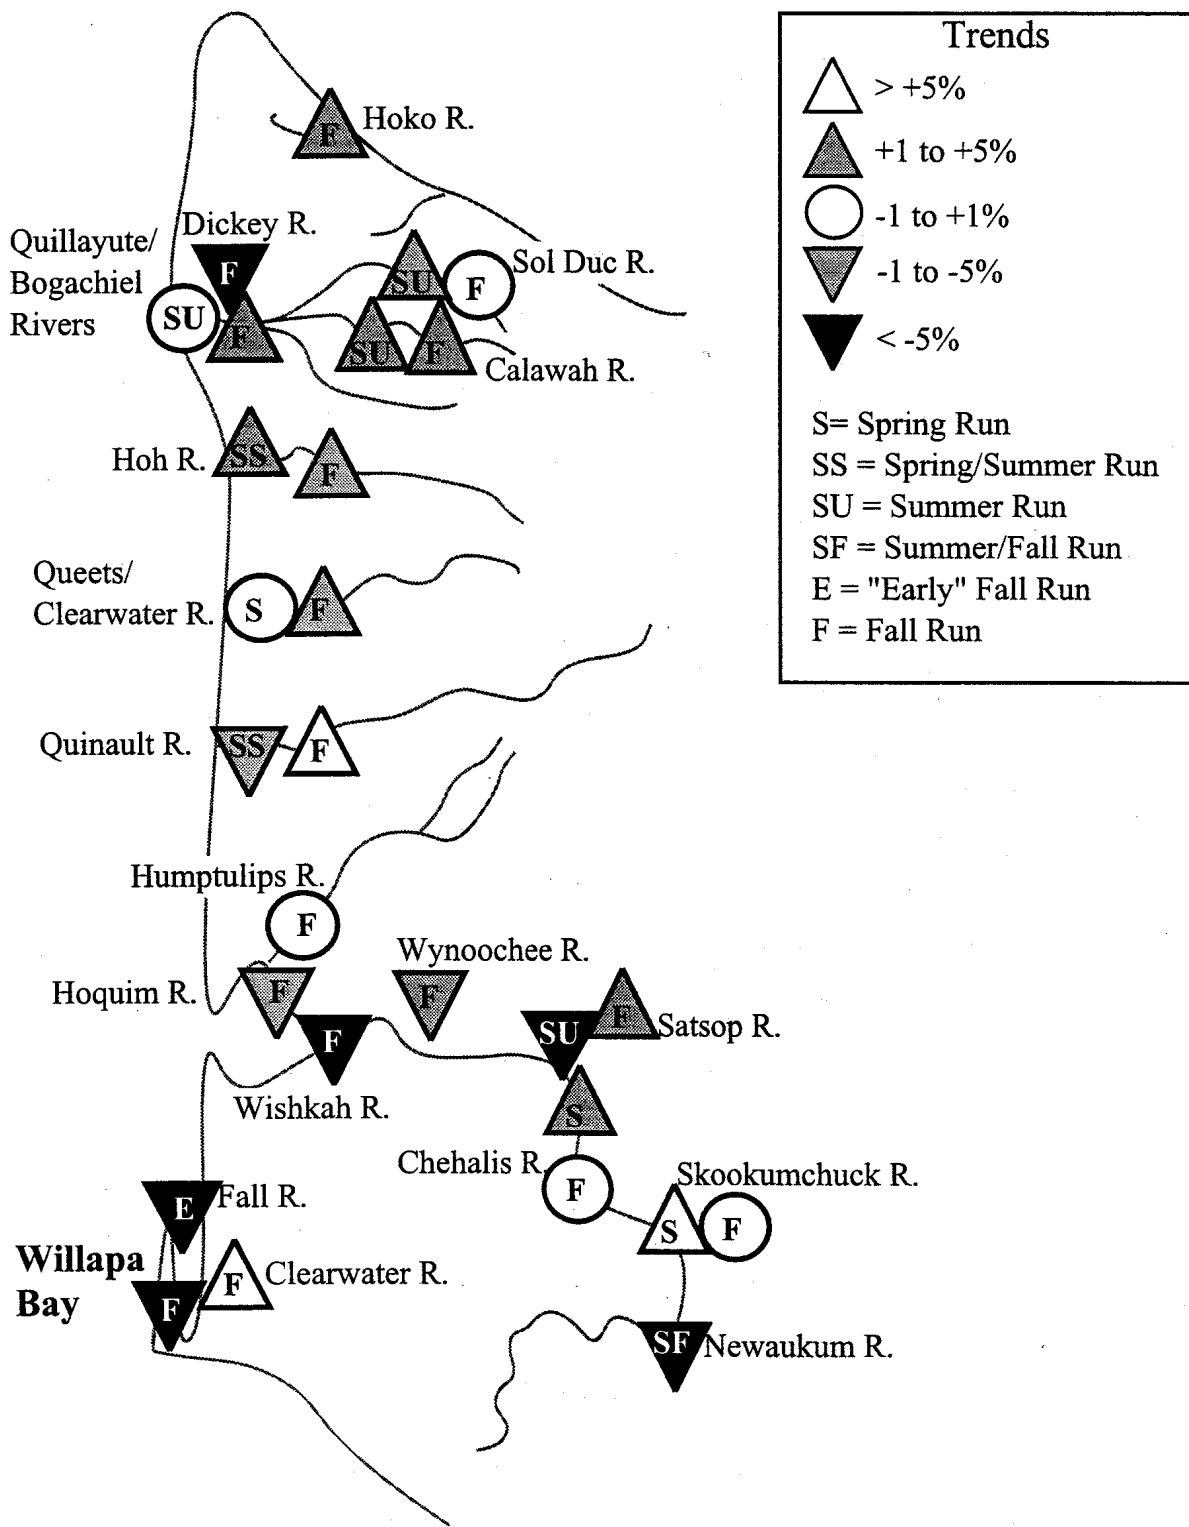 Trends
> +5%
+1 to +5%
-1 to +1%
-1 to -5%
< -5%
S= Spring Run
SS = Spring/Summer Run
SU = Summer Run
SF = Summer/Fall Run
E = "Early" Fall Run
F = Fall Run
F
Hoko R.
Quillayute/
Bogachiel
Rivers
Dickey R.
F
SU
F
SU
F
Sol Duc R.
SU
F
Calawah R.
Hoh R.
SS
F
Queets/
Clearwater R.
S
F
Quinault R.
SS
F
Humptulips R.
F
Hoquim R.
F
Wynoochee R.
F
F
Wishkah R.
SU
F
Satsop R.
S
Chehalis R.
F
Skookumchuck R.
S
F
E
Fall R.
Willapa
Bay
F
F
Clearwater R.
SF
Newaukum R.